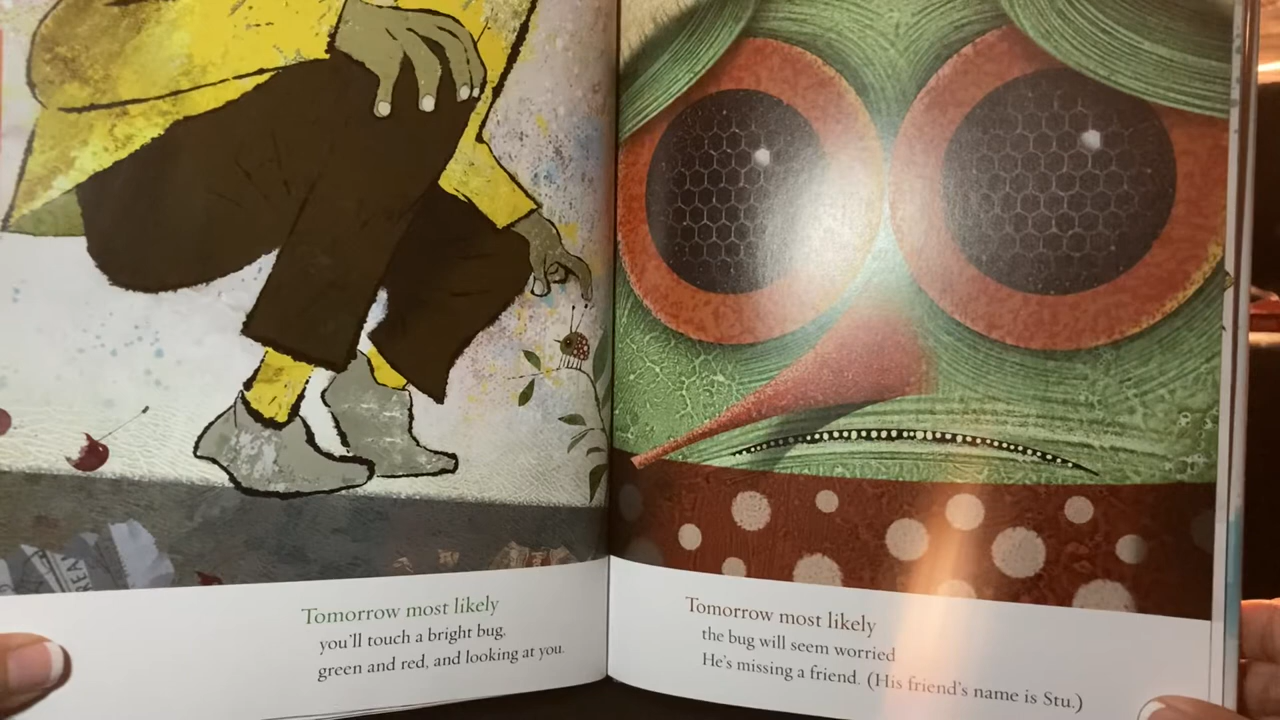 Tomorrow most likely
you'll touch a bright bug,
green and red, and looking at you.
Tomorrow most likely
the bug will seem worried
He's missing a friend. (His friend's name is Stu.)